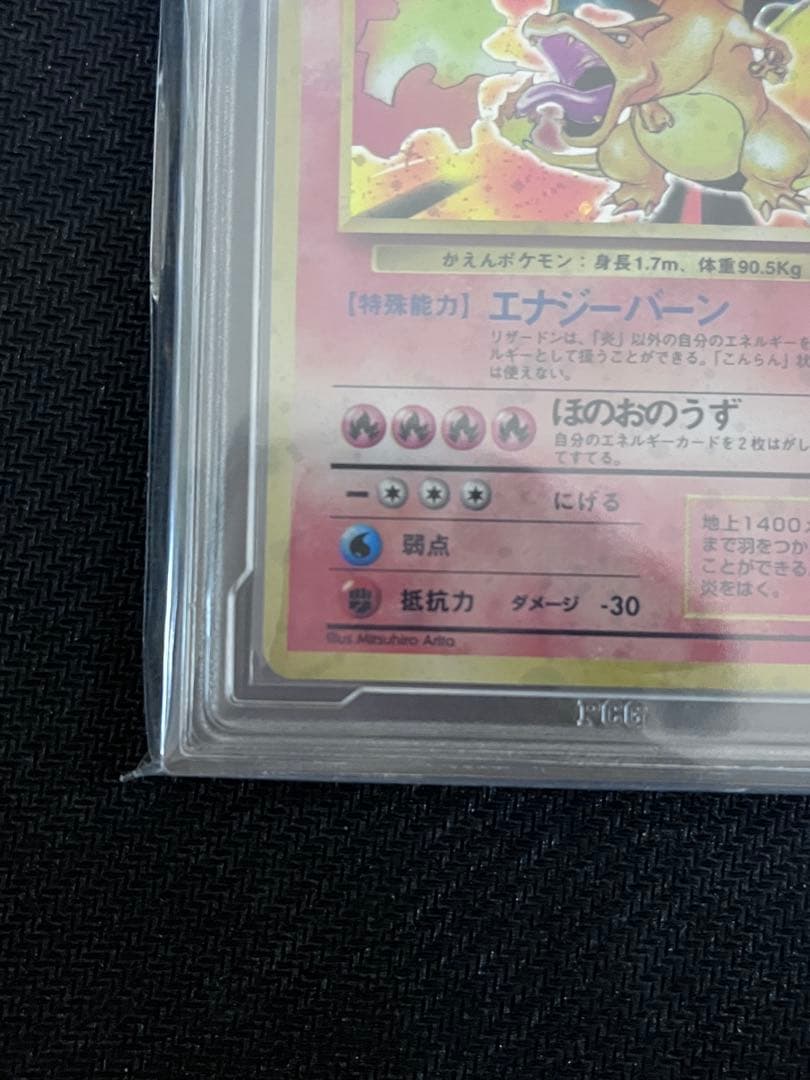 かえんポケモン：身長1.7m、体重90.5Kg
【特殊能力】 エナジーバーン
リザードンは、「炎」以外の自分のエネルギーを
ルギーとして扱うことができる。「こんらん」状
は使えない。
ほのおのうず
自分のエネルギーカードを2枚はがし
てすてる。
にげる
地上1400
まで羽をつか
ことができる
炎をはく。
弱点
抵抗力 ダメージ -30
Illus. Mitsuhiro Arita